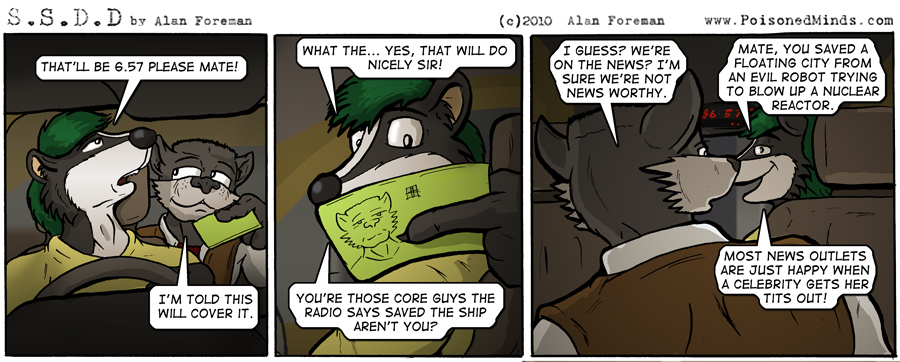 S.S.D.D by Alan Foreman (c)2010 Alan Foreman www.PoisonedMinds.com
THAT'LL BE 6.57 PLEASE MATE!
I'M TOLD THIS
WILL COVER IT.
WHAT THE... YES, THAT WILL DO
NICELY SIR!
YOU'RE THOSE CORE GUYS THE
RADIO SAYS SAVED THE SHIP
AREN'T YOU?
I GUESS? WE'RE
ON THE NEWS? I'M
SURE WE'RE NOT
NEWS WORTHY.
MATE, YOU SAVED A
FLOATING CITY FROM
AN EVIL ROBOT TRYING
TO BLOW UP A NUCLEAR
REACTOR.
MOST NEWS OUTLETS
ARE JUST HAPPY WHEN
A CELEBRITY GETS HER
TITS OUT!